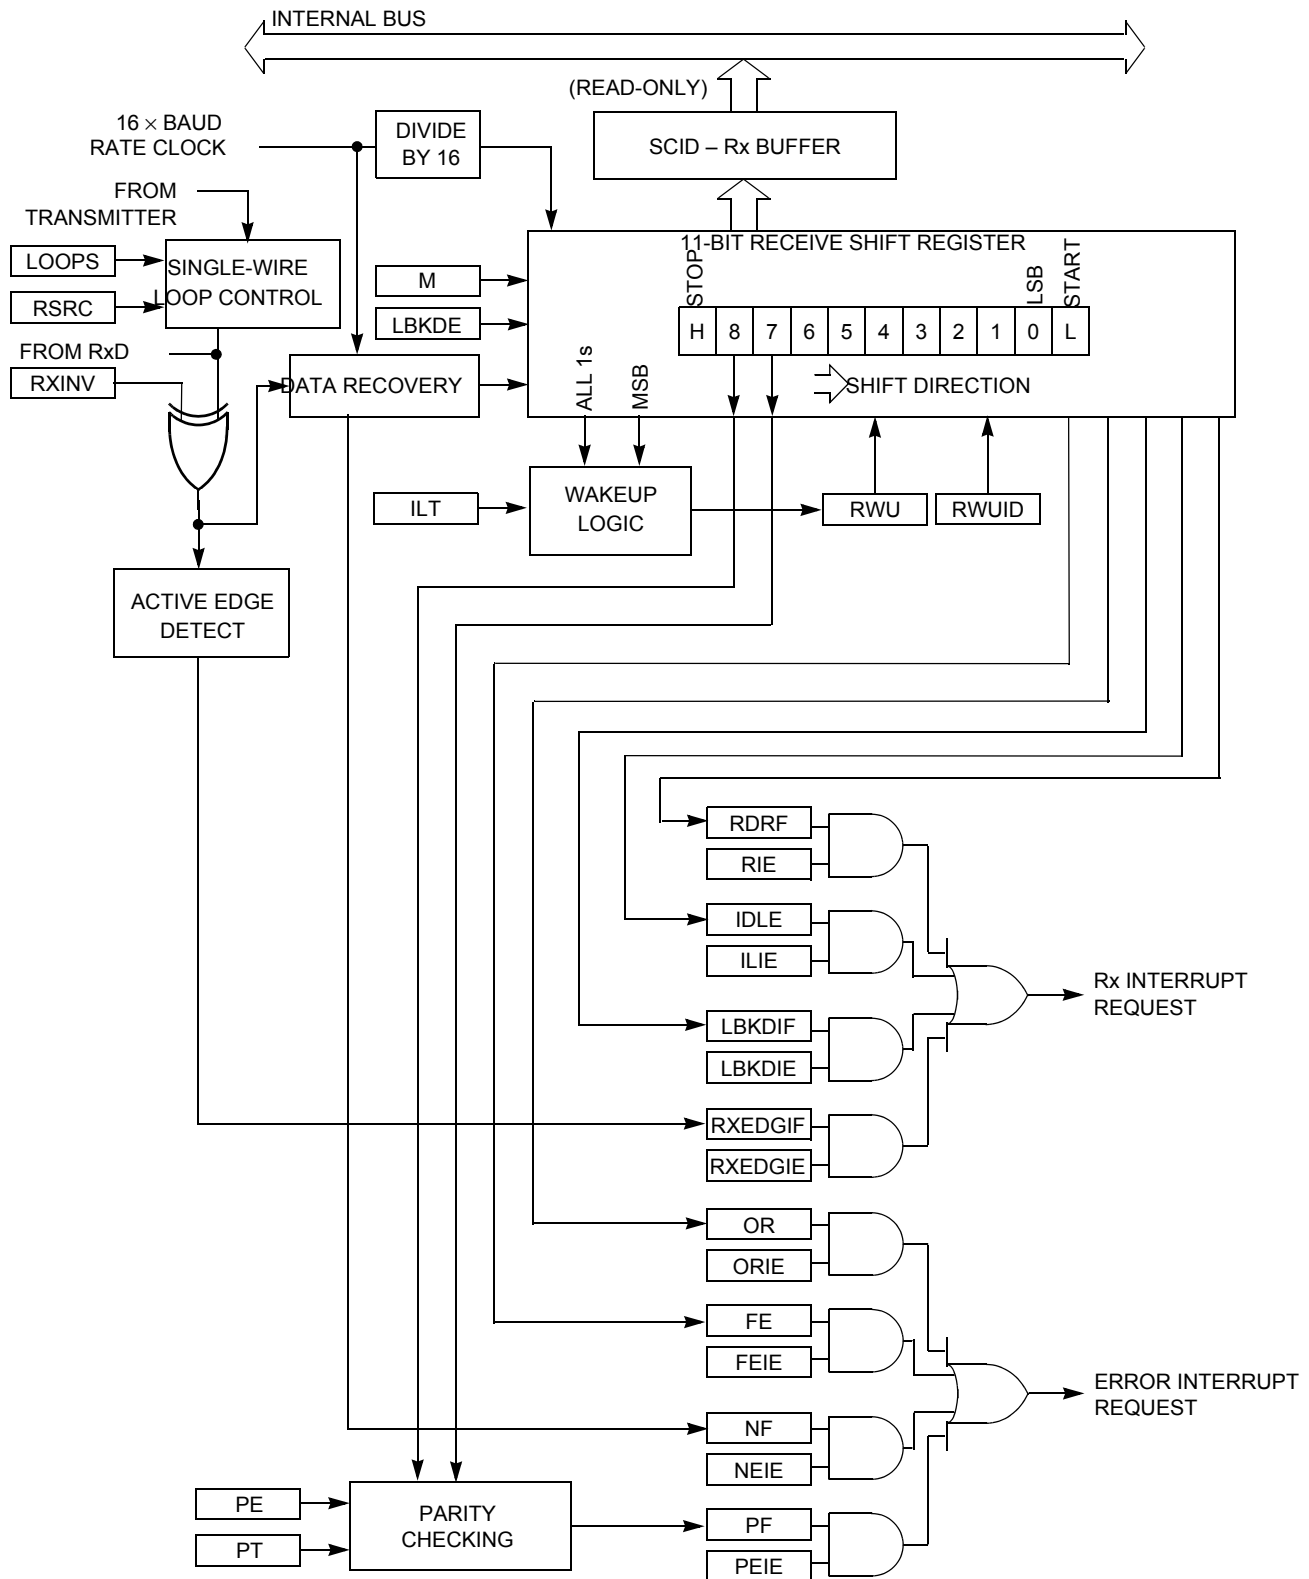 INTERNAL BUS
(READ-ONLY)
16 × BAUD
RATE CLOCK
DIVIDE
BY 16
SCID – Rx BUFFER
FROM
TRANSMITTER
11-BIT RECEIVE SHIFT REGISTER
LOOPS
SINGLE-WIRE
LOOP CONTROL
RSRC
M
LBKDE
STOP
LSB
START
H 8 7 6 5 4 3 2 1 0 L
FROM RxD
RXINV
DATA RECOVERY
ALL 1s
MSB
SHIFT DIRECTION
ILT
WAKEUP
LOGIC
RWU
RWUID
ACTIVE EDGE
DETECT
RDRF
RIE
IDLE
ILIE
Rx INTERRUPT
REQUEST
LBKDIF
LBKDIE
RXEDGIF
RXEDGIE
OR
ORIE
FE
FEIE
ERROR INTERRUPT
REQUEST
NF
NEIE
PE
PT
PARITY
CHECKING
PF
PEIE